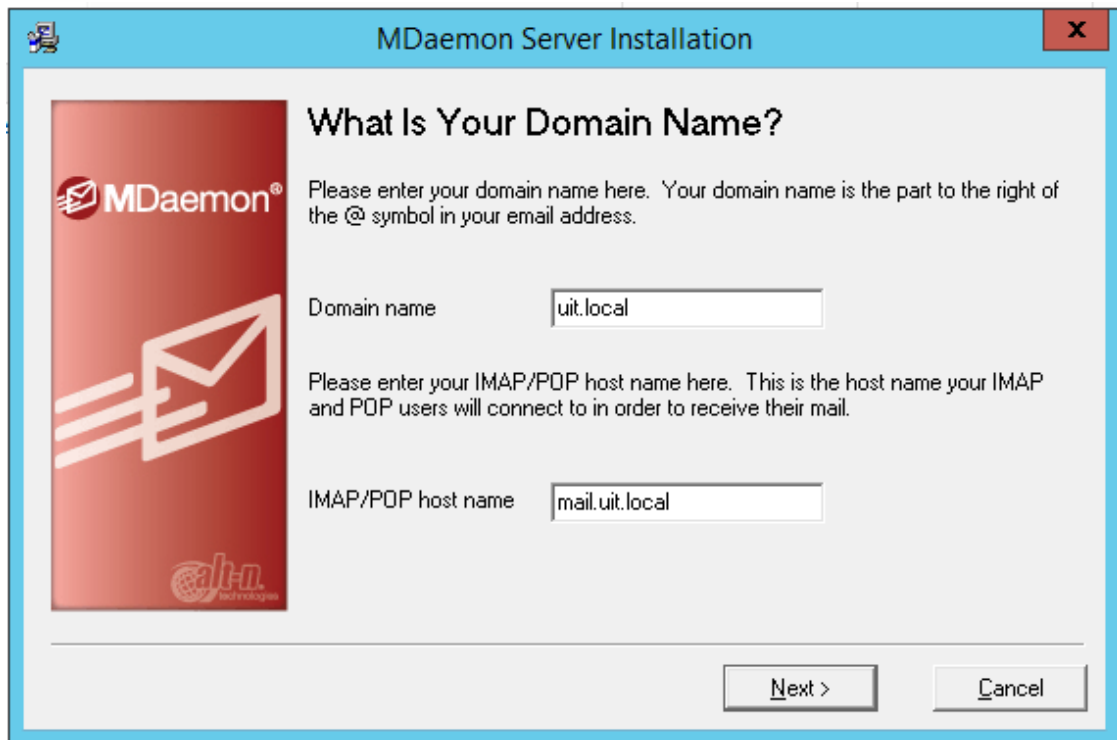 MDaemon Server Installation
x
What Is Your Domain Name?
MDaemon®
Please enter your domain name here. Your domain name is the part to the right of
the @ symbol in your email address.
Domain name
uit.local
Please enter your IMAP/POP host name here. This is the host name your IMAP
and POP users will connect to in order to receive their mail.
IMAP/POP host name
mail.uit.local
alt-n
technologies
Next >
Cancel